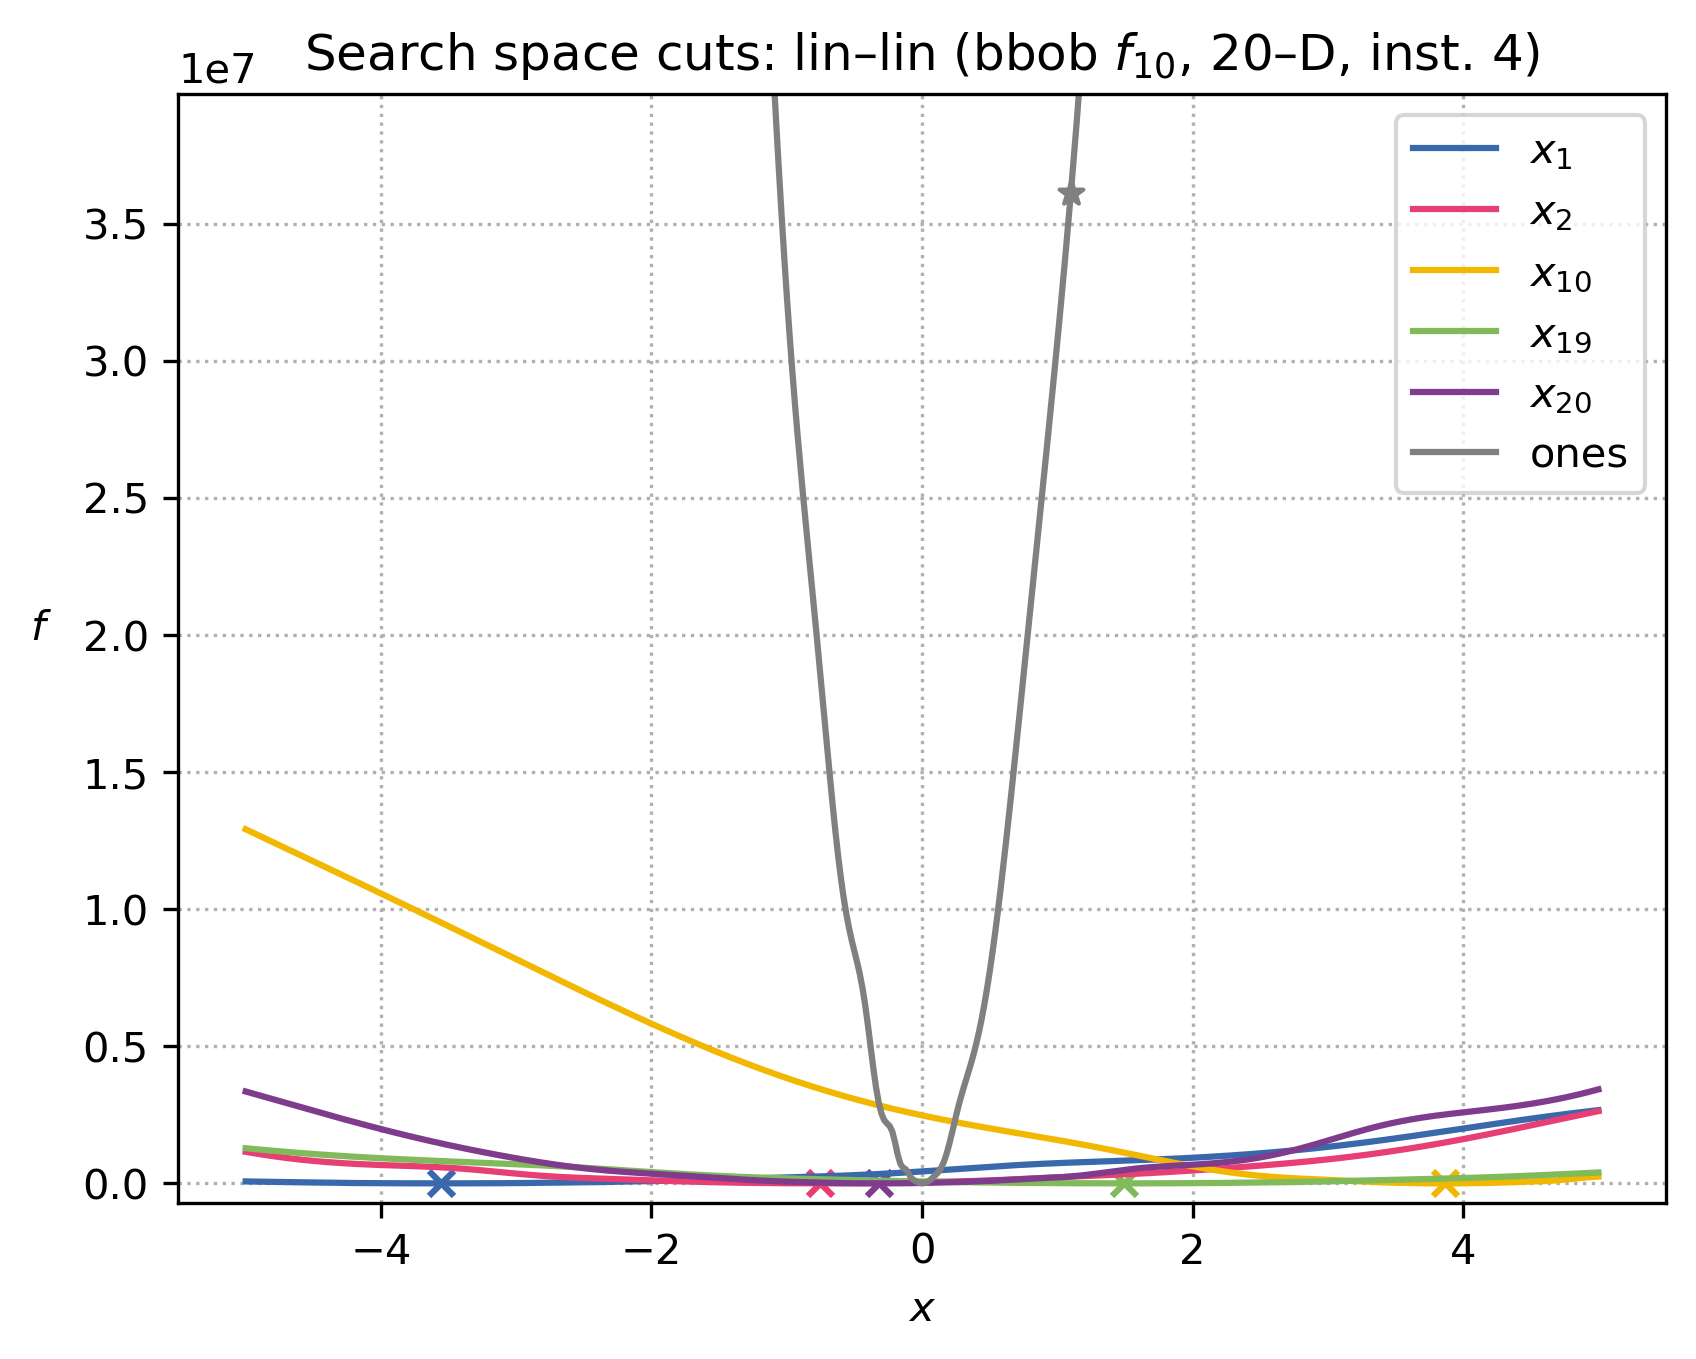 Search space cuts: lin–lin (bbob f10, 20–D, inst. 4)
1e7
3.5
3.0
2.5
2.0
1.5
1.0
0.5
0.0
f
−4
−2
0
2
4
x
x1
x2
x10
x19
x20
ones